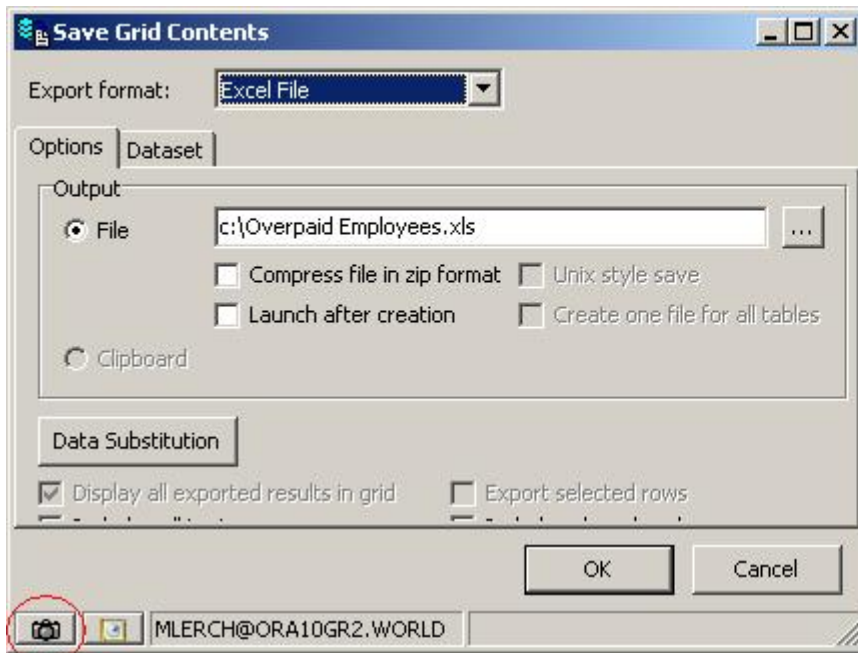 Save Grid Contents
Export format: Excel File
Options Dataset
Output
File c:\Overpaid Employees.xls ...
Compress file in zip format Unix style save
Launch after creation Create one file for all tables
Clipboard
Data Substitution
Display all exported results in grid Export selected rows
OK Cancel
MLERCH@ORA10GR2.WORLD